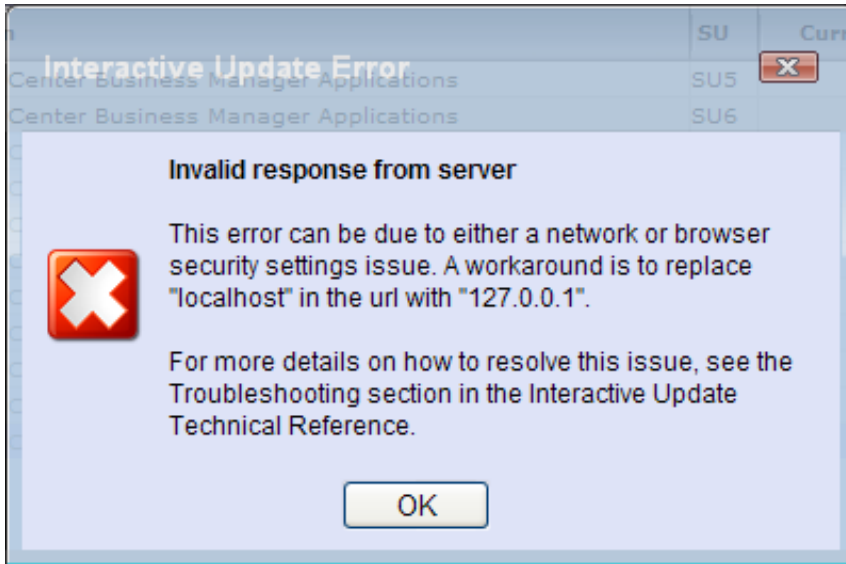 SU
Interactive Update Error
Center Business Manager Applications SU5
Center Business Manager Applications SU6
Invalid response from server
This error can be due to either a network or browser
security settings issue. A workaround is to replace
"localhost" in the url with "127.0.0.1".
For more details on how to resolve this issue, see the
Troubleshooting section in the Interactive Update
Technical Reference.
OK